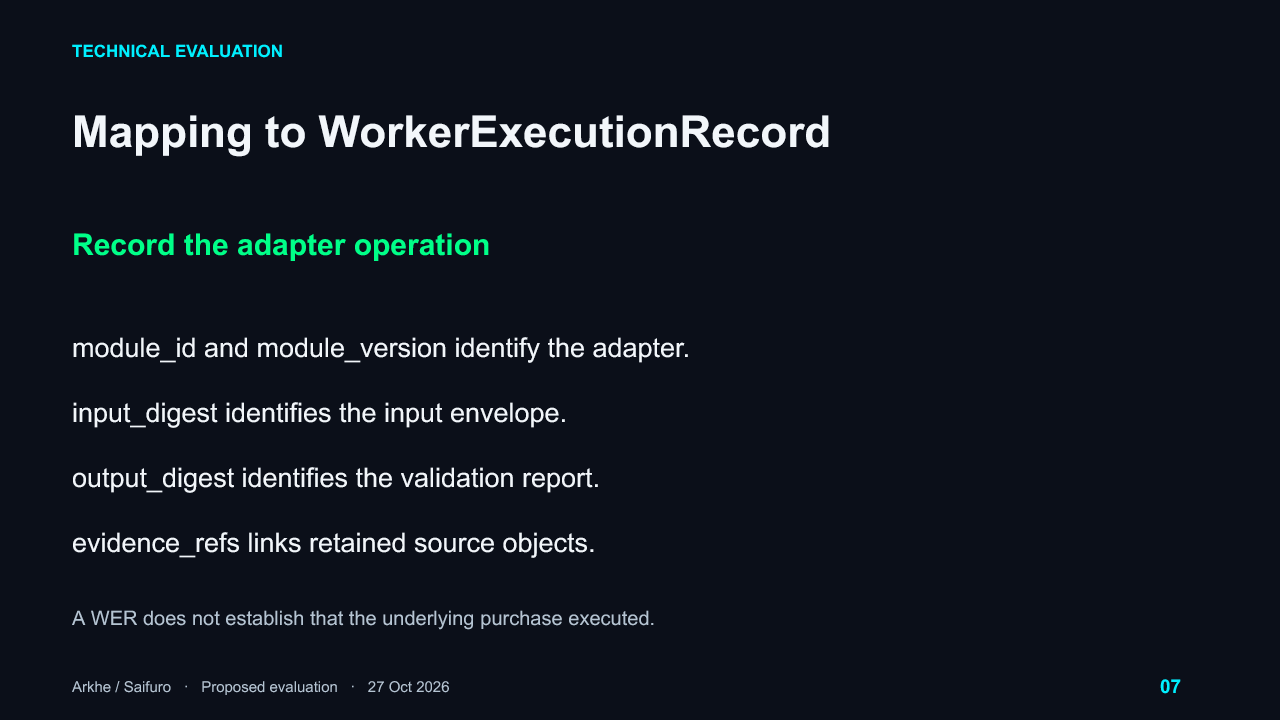 TECHNICAL EVALUATION
Mapping to WorkerExecutionRecord
Record the adapter operation
module_id and module_version identify the adapter.
input_digest identifies the input envelope.
output_digest identifies the validation report.
evidence_refs links retained source objects.
A WER does not establish that the underlying purchase executed.
Arkhe / Saifuro · Proposed evaluation · 27 Oct 2026
07